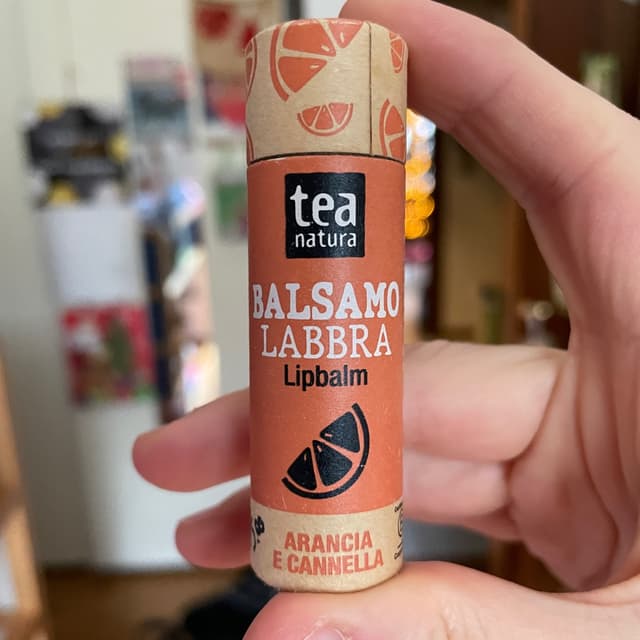 tea
natura
BALSAMO
LABBRA
Lipbalm
ARANCIA
E CANNELLA